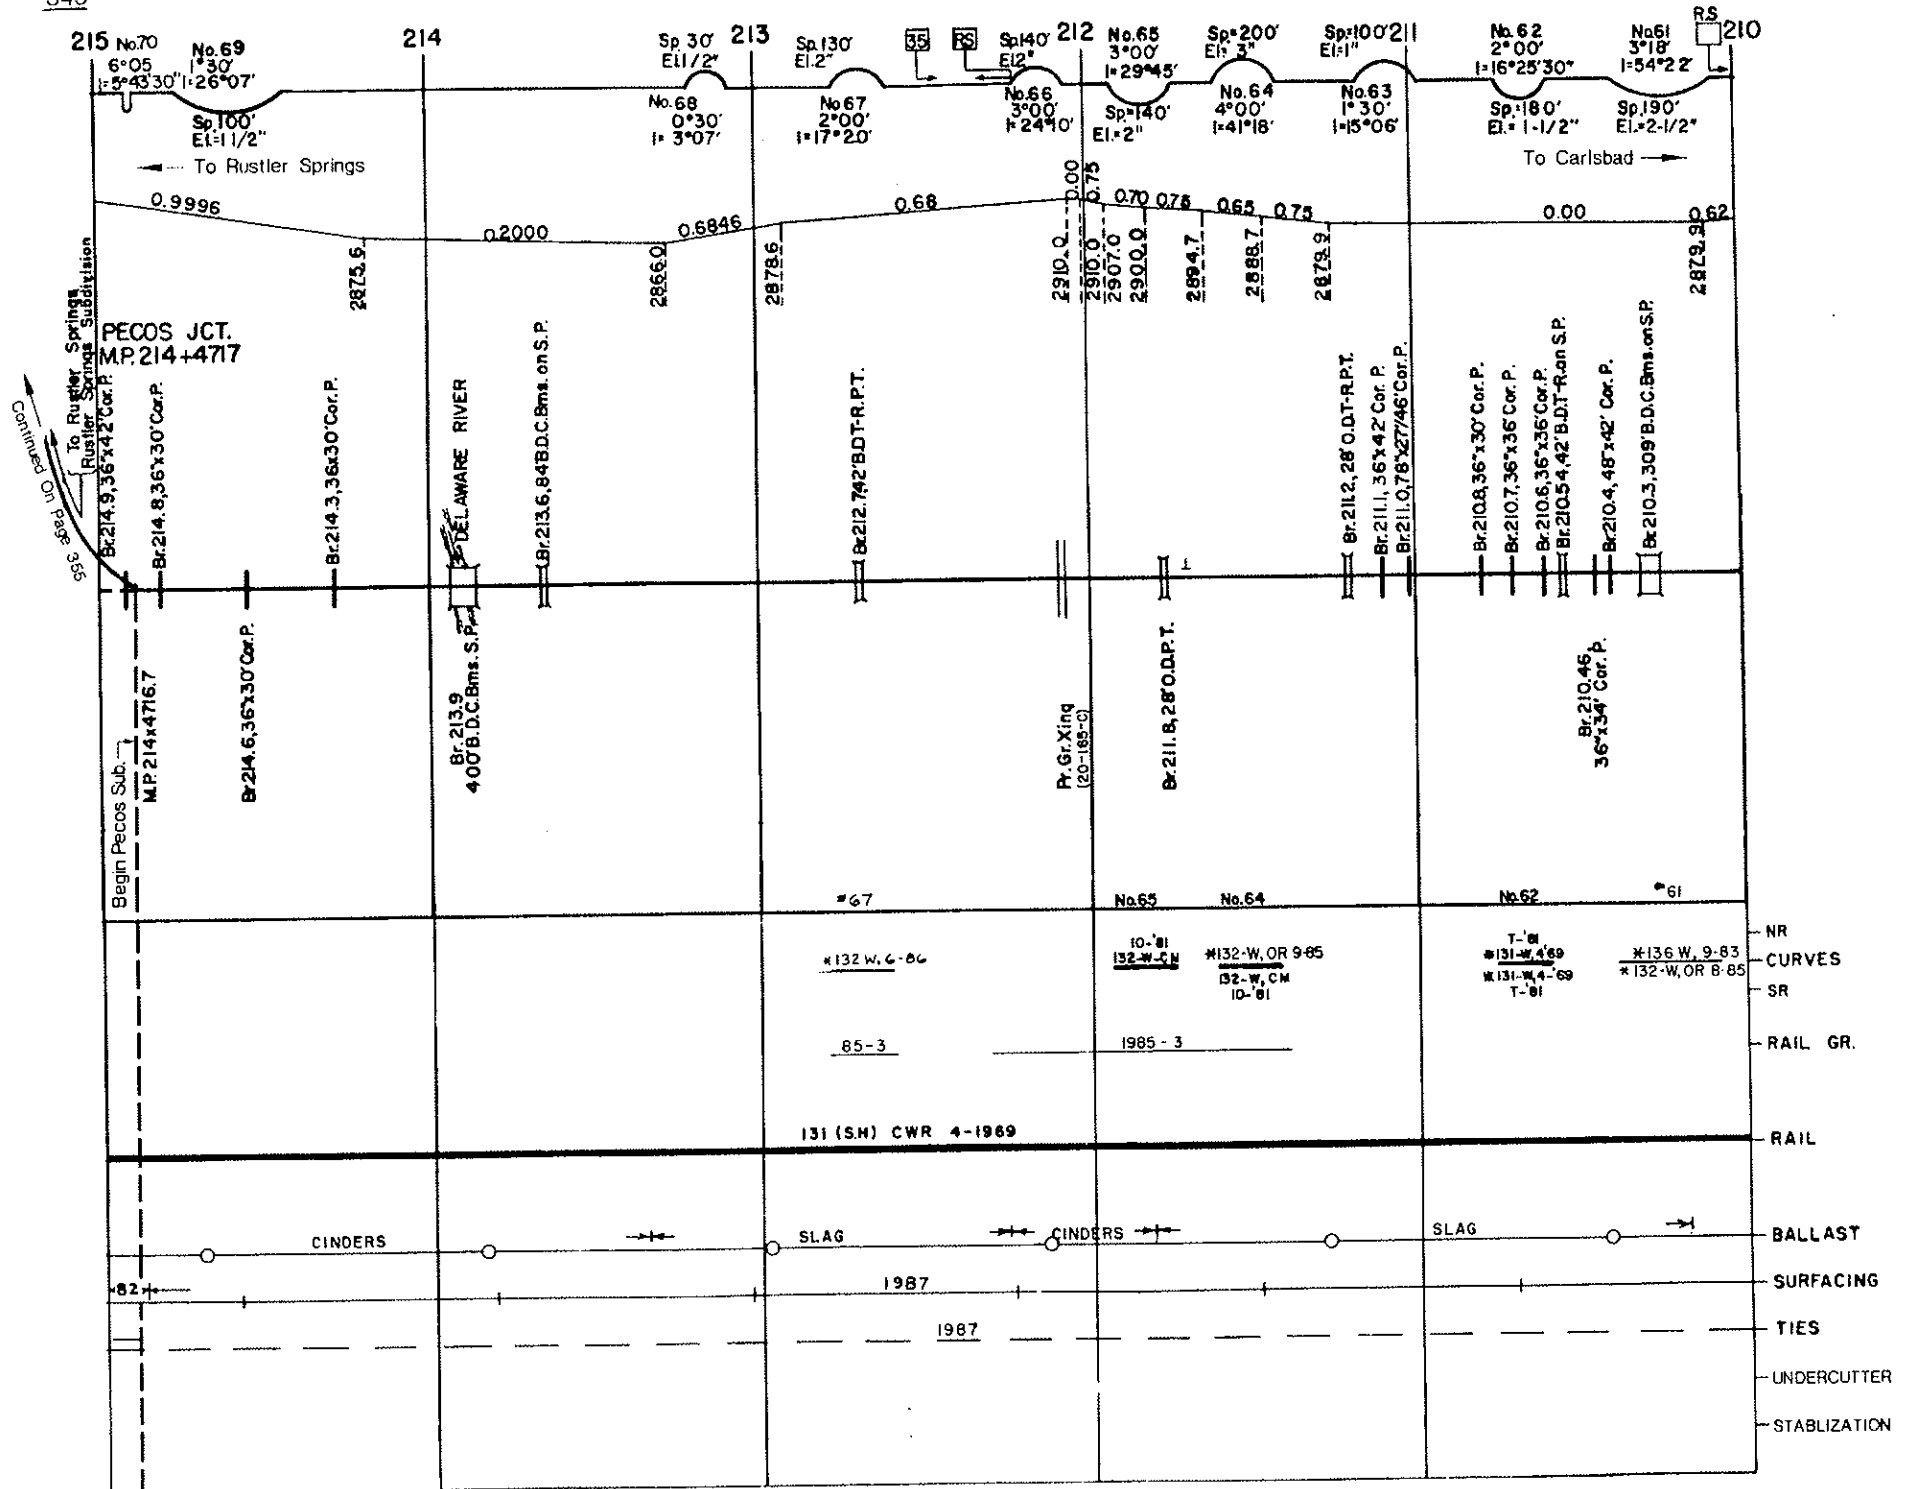 215
214
213
212
211
210
No.70
6°05
I=5°43'30"
No.69
1°30'
I=26°07'
Sp.100'
El.=1 1/2"
Sp. 30'
El.1/2"
No.68
0°30'
I= 3°07'
Sp.130'
El.2"
No.67
2°00'
I=17°20'
35
RS
Sp.140'
El.2"
No.66
3°00'
I=24°10'
No.65
3°00'
I=29°45'
Sp.=140'
El.=2"
Sp.=200'
El.= 3"
No.64
4°00'
I=41°18'
Sp.=100'
El=1"
No.63
1°30'
I=15°06'
No.62
2°00'
I=16°25'30"
Sp.=180'
El.= 1-1/2"
No.61
3°18'
I=54°22'
Sp.190'
El.=2-1/2"
R.S
To Rustler Springs
To Carlsbad
0.9996
0.2000
0.6846
0.68
0.00
0.75
0.70
0.75
0.65
0.75
0.00
0.62
2875.6
2866.0
2878.6
2910.0
2910.0
2907.0
2900.0
2894.7
2888.7
2879.9
2879.9
To Rustler Springs
Rustler Springs Subdivision
Continued On Page 355
PECOS JCT.
M.P. 214+4717
Br.214.9,36"x42'Cor.P.
Br.214.8,36"x30'Cor.P.
Br.214.3,36x30'Cor.P.
DELAWARE RIVER
Br.213.6,84'B.D.C.Bms.on S.P.
Br.212.7,42'B.D.T-R.P.T.
Br.211.2,28'O.D.T-R.P.T.
Br.211.1,36"x42'Cor.P.
Br.211.0,78"x27'/46'Cor.P.
Br.210.8,36"x30'Cor.P.
Br.210.7,36"x36'Cor.P.
Br.210.6,36"x36'Cor.P.
Br.210.54,42'B.D.T-R.on S.P.
Br.210.4,48"x42' Cor.P.
Br.210.3,309'B.D.C.Bms.on S.P.
Begin Pecos Sub.
M.P. 214x4716.7
Br.214.6,36"x30'Cor.P.
Br.213.9
400'B.D.C.Bms.S.P.
Pr.Gr.Xing
(20-165-C)
Br.211.8,28'O.D.P.T.
Br.210.46,
36"x34' Cor.P.
#67
No.65
No.64
No.62
#61
NR
CURVES
SR
*132 W, 6-86
10-'81
132-W-CM
*132-W, OR 9-85
132-W, CM
10-'81
T-'81
*131-W,4'69
*131-W,4-'69
T-'81
*136 W, 9-83
*132-W, OR 8-85
85-3
1985-3
RAIL GR.
131 (S.H) CWR 4-1969
RAIL
CINDERS
SLAG
CINDERS
SLAG
BALLAST
82
1987
SURFACING
1987
TIES
UNDERCUTTER
STABLIZATION